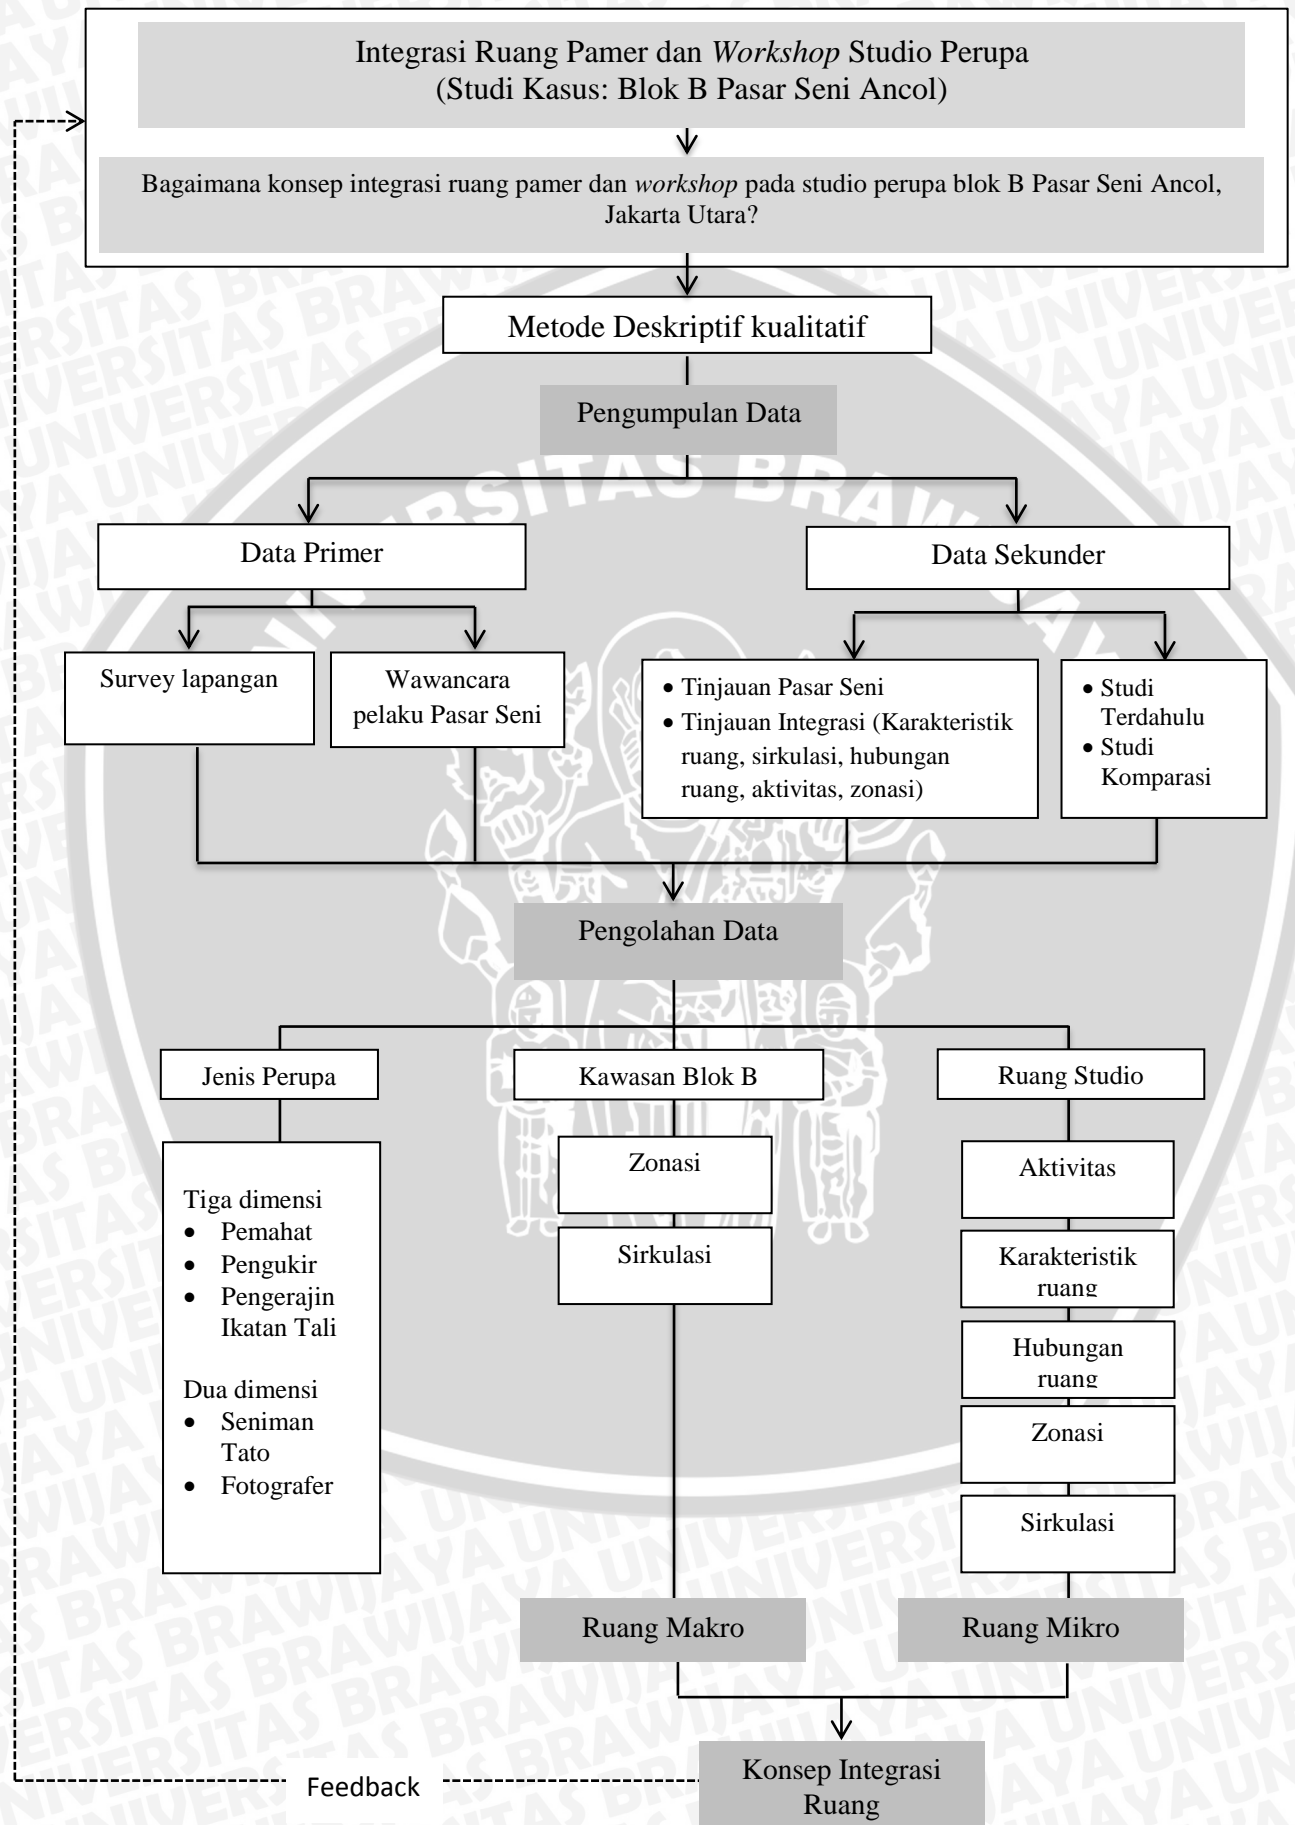 Integrasi Ruang Pamer dan Workshop Studio Perupa
(Studi Kasus: Blok B Pasar Seni Ancol)
Bagaimana konsep integrasi ruang pamer dan workshop pada studio perupa blok B Pasar Seni Ancol,
Jakarta Utara?
Metode Deskriptif kualitatif
Pengumpulan Data
UNIVERSITAS BRAWIJAYA
Data Primer
Data Sekunder
Survey lapangan
Wawancara
pelaku Pasar Seni
• Tinjauan Pasar Seni
• Tinjauan Integrasi (Karakteristik
ruang, sirkulasi, hubungan
ruang, aktivitas, zonasi)
• Studi
Terdahulu
• Studi
Komparasi
Pengolahan Data
Jenis Perupa
Kawasan Blok B
Ruang Studio
Tiga dimensi
• Pemahat
• Pengukir
• Pengerajin
Ikatan Tali
Dua dimensi
• Seniman
Tato
• Fotografer
Zonasi
Sirkulasi
Aktivitas
Karakteristik
ruang
Hubungan
ruang
Zonasi
Sirkulasi
Ruang Makro
Ruang Mikro
Konsep Integrasi
Ruang
Feedback